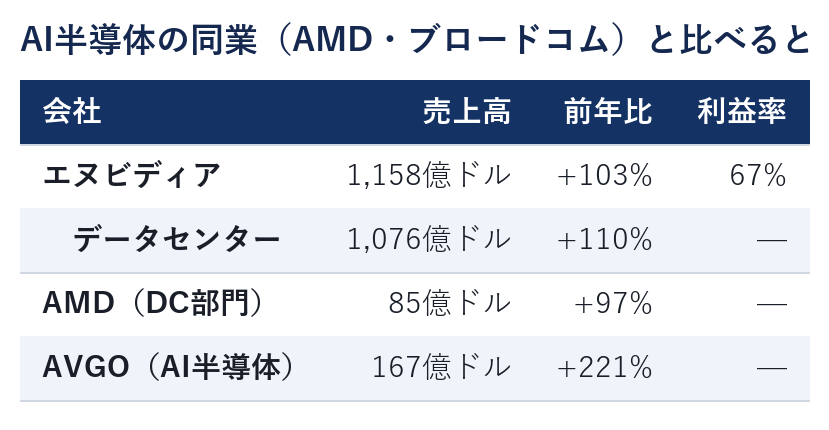 AI半導体の同業（AMD・ブロードコム）と比べると
会社 売上高 前年比 利益率
エヌビディア 1,158億ドル +103% 67%
データセンター 1,076億ドル +110% —
AMD（DC部門） 85億ドル +97% —
AVGO（AI半導体） 167億ドル +221% —